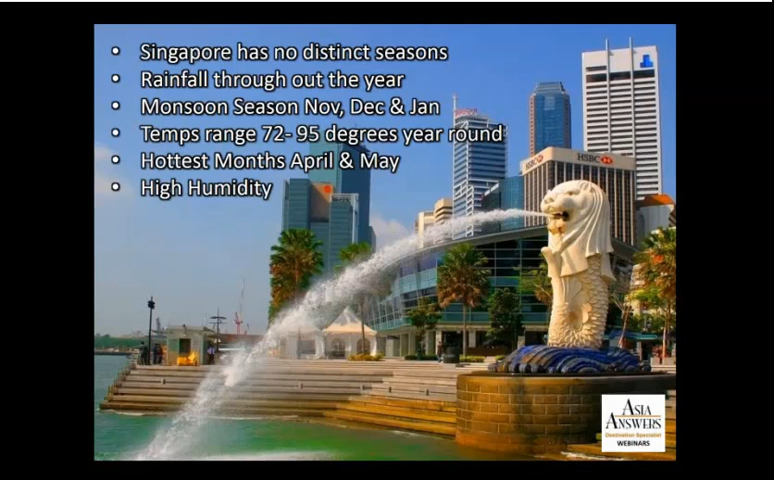 • Singapore has no distinct seasons
• Rainfall through out the year
• Monsoon Season Nov, Dec & Jan
• Temps range 72- 95 degrees year round
• Hottest Months April & May
• High Humidity
HSBC
HSBC
ASIA
ANSWERS
Destination Specialist
WEBINARS